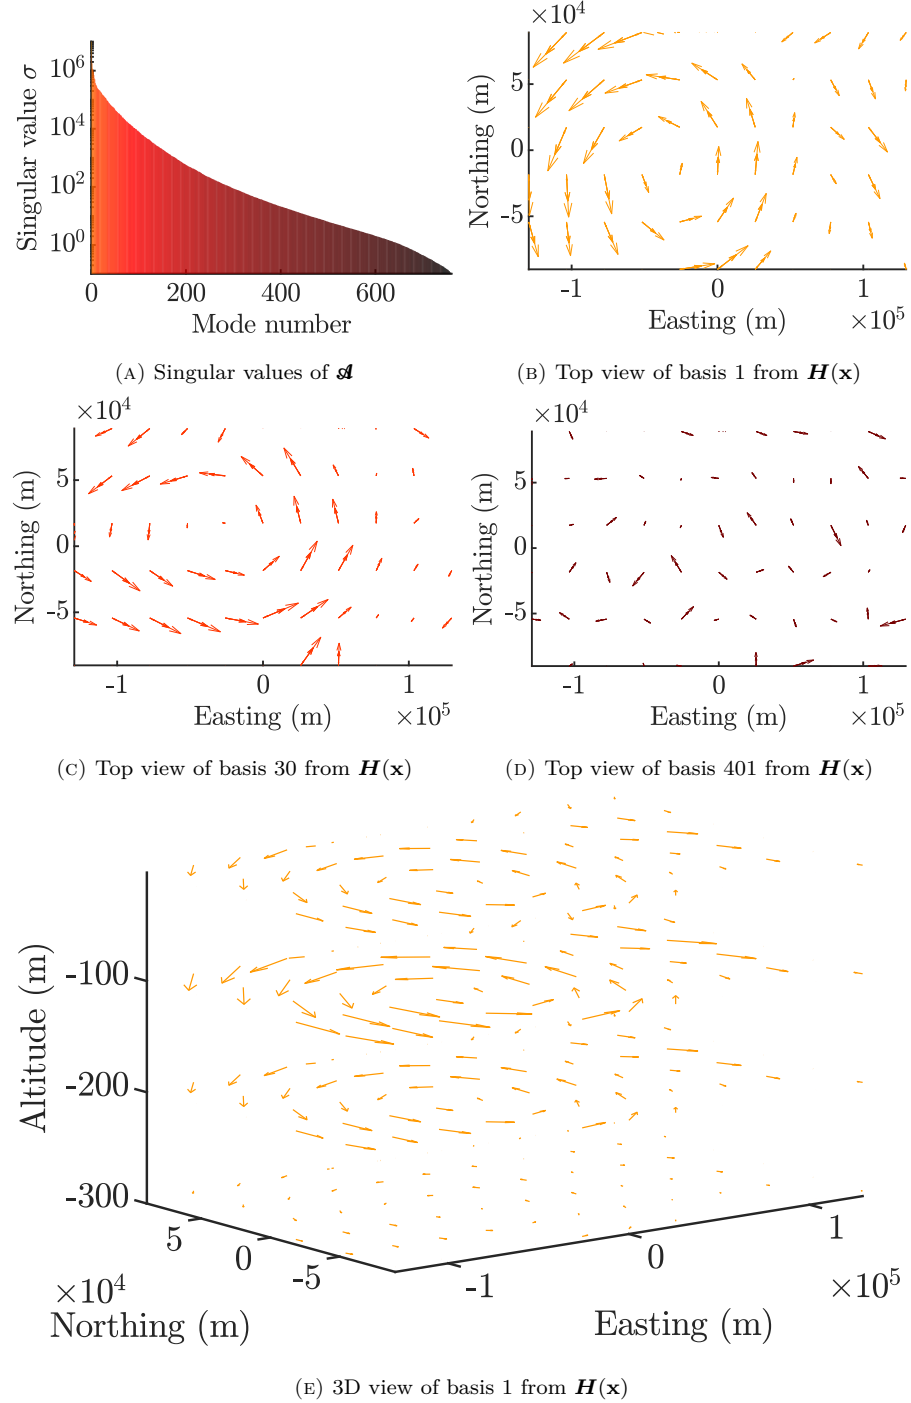 Singular value σ
10^6
10^4
10^2
10^0
0
200
400
600
Mode number
(A) Singular values of 𝓐
×10^4
Northing (m)
5
0
-5
-1
0
1
Easting (m)
×10^5
(B) Top view of basis 1 from H(x)
×10^4
Northing (m)
5
0
-5
-1
0
1
Easting (m)
×10^5
(C) Top view of basis 30 from H(x)
×10^4
Northing (m)
5
0
-5
-1
0
1
Easting (m)
×10^5
(D) Top view of basis 401 from H(x)
Altitude (m)
-100
-200
-300
5
0
-5
×10^4
Northing (m)
-1
0
1
×10^5
Easting (m)
(E) 3D view of basis 1 from H(x)